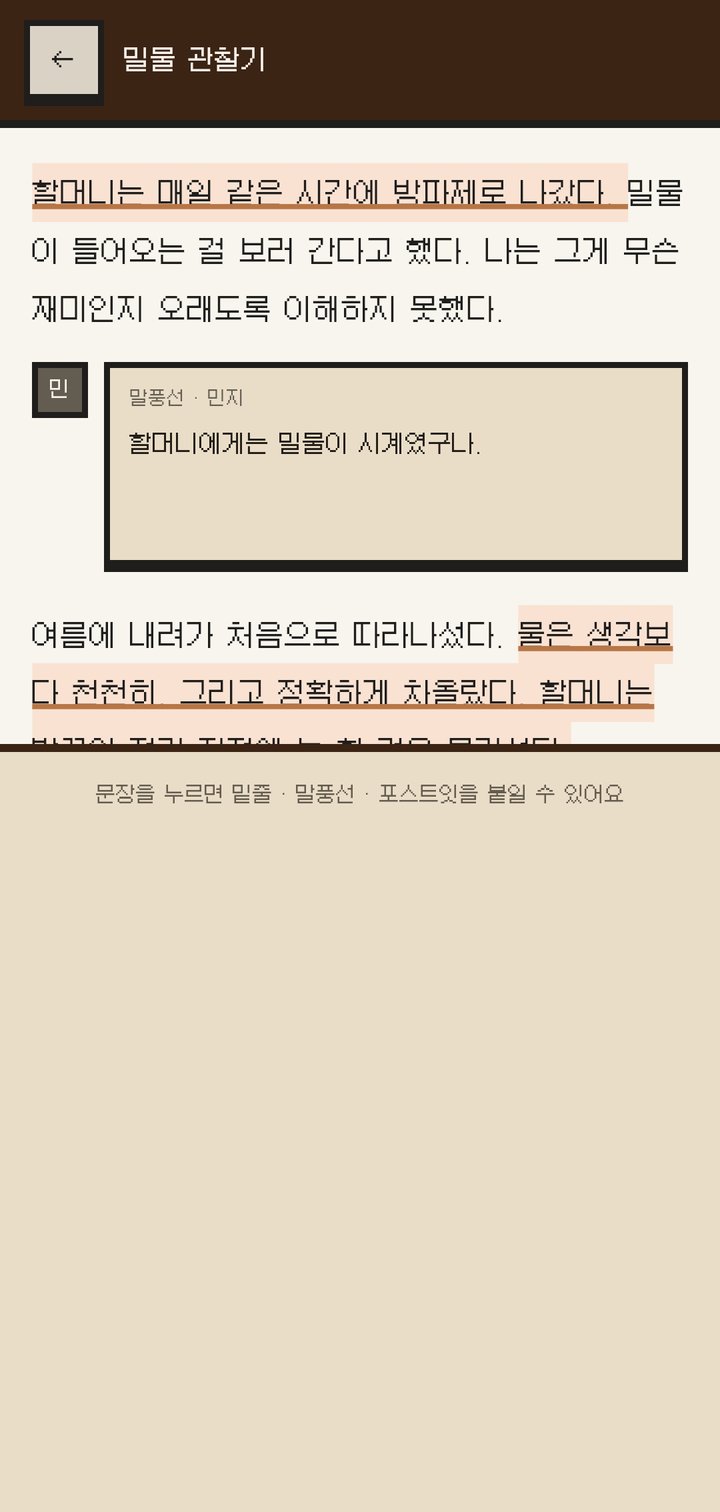 ←
밀물 관찰기
할머니는 매일 같은 시간에 방파제로 나갔다. 밀물
이 들어오는 걸 보러 간다고 했다. 나는 그게 무슨
재미인지 오래도록 이해하지 못했다.
민
말풍선 · 민지
할머니에게는 밀물이 시계였구나.
여름에 내려가 처음으로 따라나섰다. 물은 생각보
다 천천히, 그리고 정확하게 차올랐다. 할머니는
문장을 누르면 밑줄 · 말풍선 · 포스트잇을 붙일 수 있어요